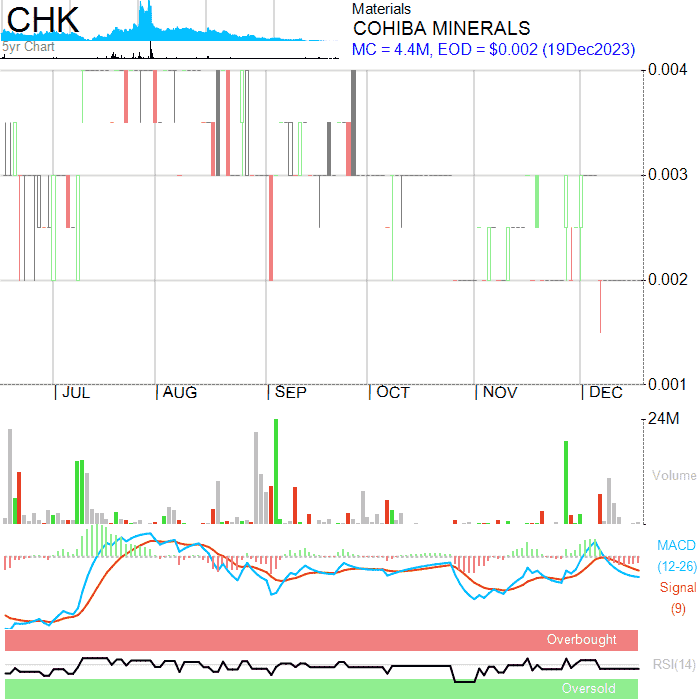 CHK
5yr Chart
Materials
COHIBA MINERALS
MC = 4.4M, EOD = $0.002 (19Dec2023)
0.004
0.003
0.002
0.001
JUL AUG SEP OCT NOV DEC
24M
Volume
MACD
(12-26)
Signal
(9)
Overbought
RSI(14)
Oversold